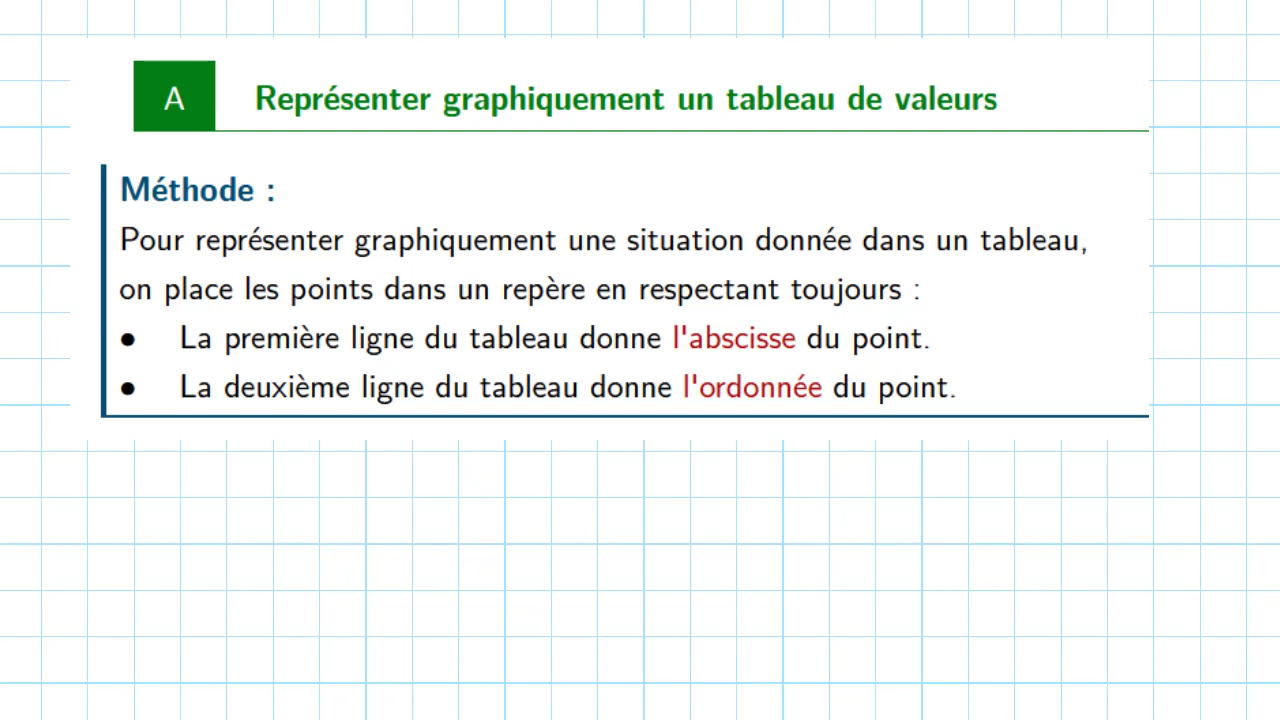 A Représenter graphiquement un tableau de valeurs
Méthode :
Pour représenter graphiquement une situation donnée dans un tableau,
on place les points dans un repère en respectant toujours :
● La première ligne du tableau donne l'abscisse du point.
● La deuxième ligne du tableau donne l'ordonnée du point.